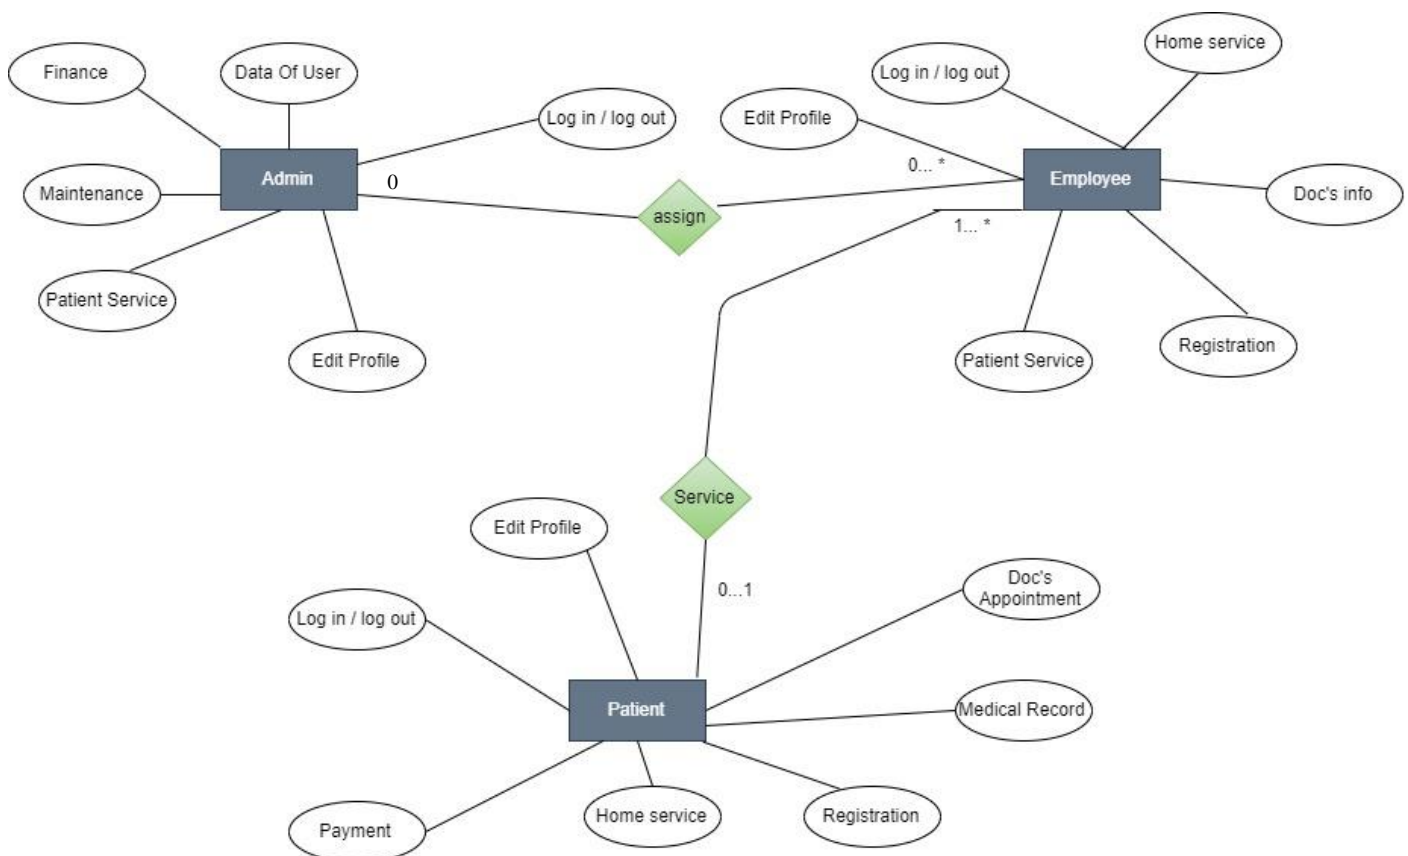 Home service
Finance
Data Of User
Log in / log out
Log in / log out
Edit Profile
0... *
Admin
0
Employee
Maintenance
Doc's info
assign
1... *
Patient Service
Edit Profile
Patient Service
Registration
Service
Edit Profile
0...1
Doc's
Appointment
Log in / log out
Patient
Medical Record
Payment
Home service
Registration